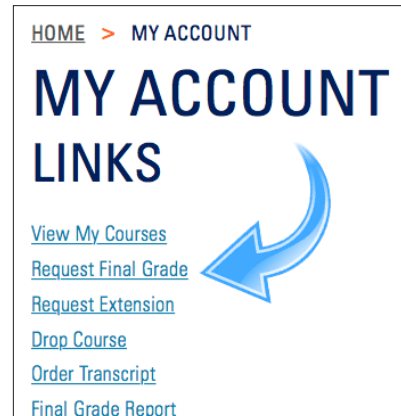 HOME > MY ACCOUNT
MY ACCOUNT
LINKS
View My Courses
Request Final Grade
Request Extension
Drop Course
Order Transcript
Final Grade Report